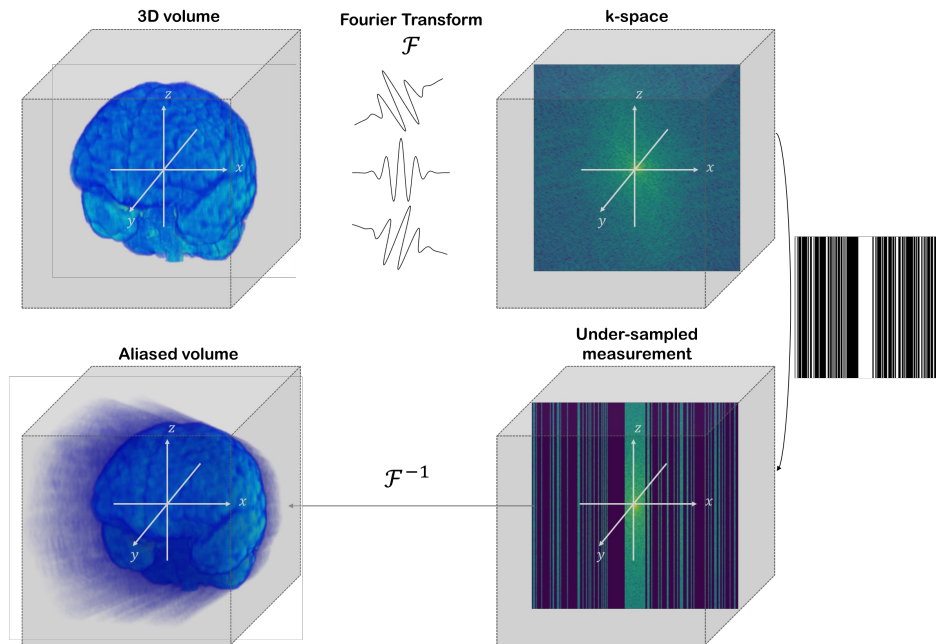 3D volume
Fourier Transform
ℱ
k-space
z
x
y
z
x
y
Aliased volume
Under-sampled
measurement
z
x
y
ℱ⁻¹
z
x
y